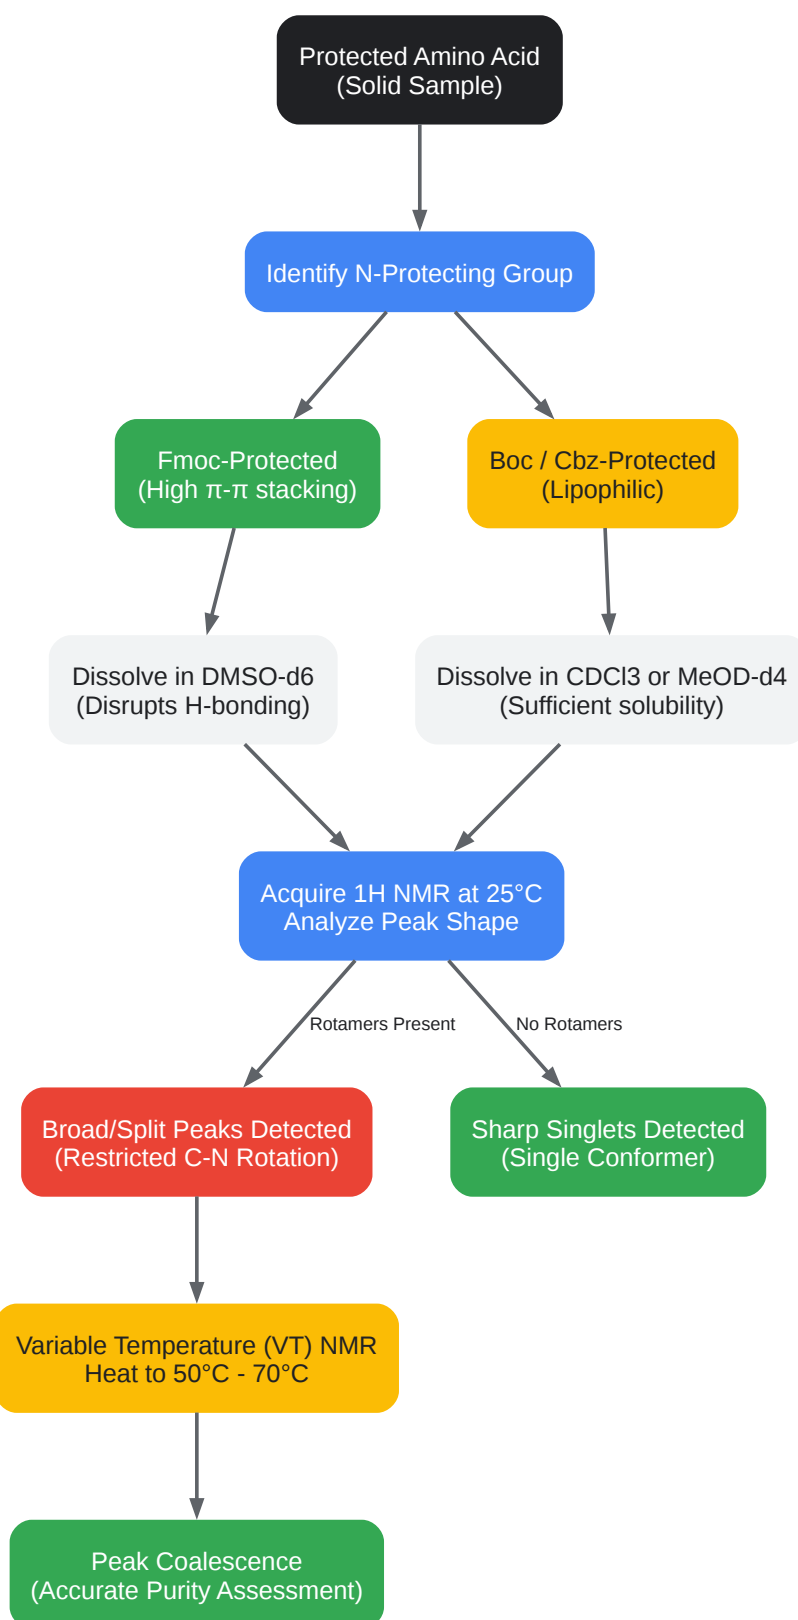 Protected Amino Acid
(Solid Sample)
Identify N-Protecting Group
Fmoc-Protected
(High π-π stacking)
Boc / Cbz-Protected
(Lipophilic)
Dissolve in DMSO-d6
(Disrupts H-bonding)
Dissolve in CDCl3 or MeOD-d4
(Sufficient solubility)
Acquire 1H NMR at 25°C
Analyze Peak Shape
Rotamers Present
No Rotamers
Broad/Split Peaks Detected
(Restricted C-N Rotation)
Sharp Singlets Detected
(Single Conformer)
Variable Temperature (VT) NMR
Heat to 50°C - 70°C
Peak Coalescence
(Accurate Purity Assessment)